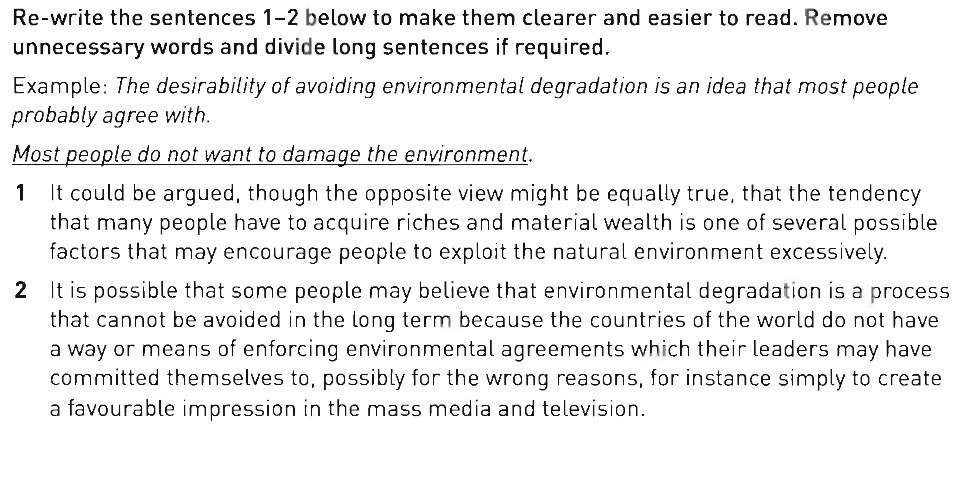 Re-write the sentences 1–2 below to make them clearer and easier to read. Remove
unnecessary words and divide long sentences if required.
Example: The desirability of avoiding environmental degradation is an idea that most people
probably agree with.
Most people do not want to damage the environment.
1 It could be argued, though the opposite view might be equally true, that the tendency
that many people have to acquire riches and material wealth is one of several possible
factors that may encourage people to exploit the natural environment excessively.
2 It is possible that some people may believe that environmental degradation is a process
that cannot be avoided in the long term because the countries of the world do not have
a way or means of enforcing environmental agreements which their leaders may have
committed themselves to, possibly for the wrong reasons, for instance simply to create
a favourable impression in the mass media and television.